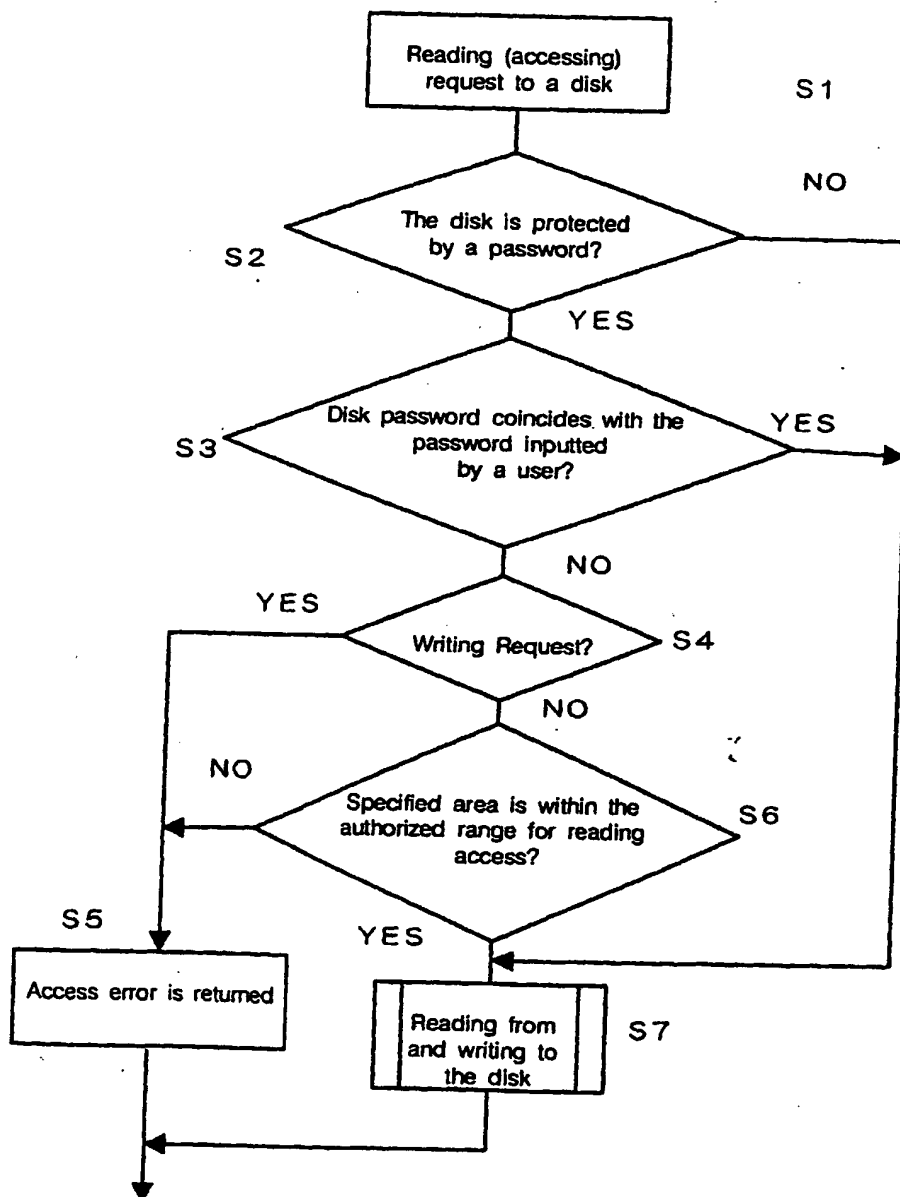 Reading (accessing)
request to a disk
S1
NO
The disk is protected
by a password?
S2
YES
Disk password coincides with the
password inputted
by a user?
YES
S3
NO
YES
Writing Request?
S4
NO
NO
Specified area is within the
authorized range for reading
access?
S6
S5
YES
Access error is returned
Reading from
and writing to
the disk
S7